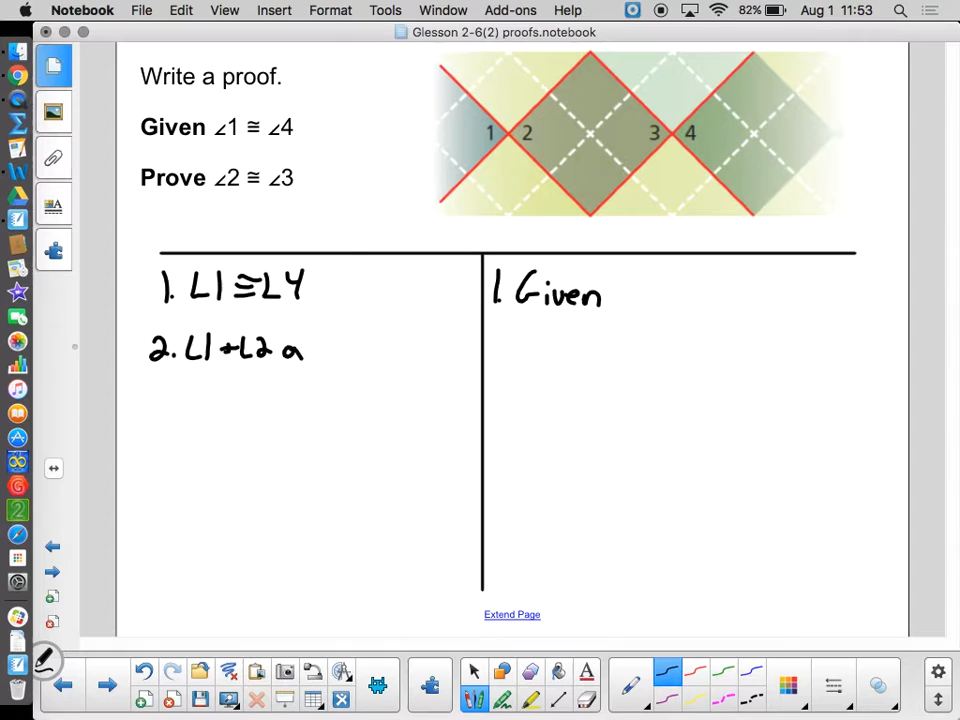 Notebook File Edit View Insert Format Tools Window Add-ons Help 82% Aug 1 11:53
Glesson 2-6(2) proofs.notebook
Write a proof.
Given ∠1 ≅ ∠4
Prove ∠2 ≅ ∠3
1 2 3 4
1. ∠1 ≅ ∠4
1. Given
2. ∠1 + ∠2 a
Extend Page